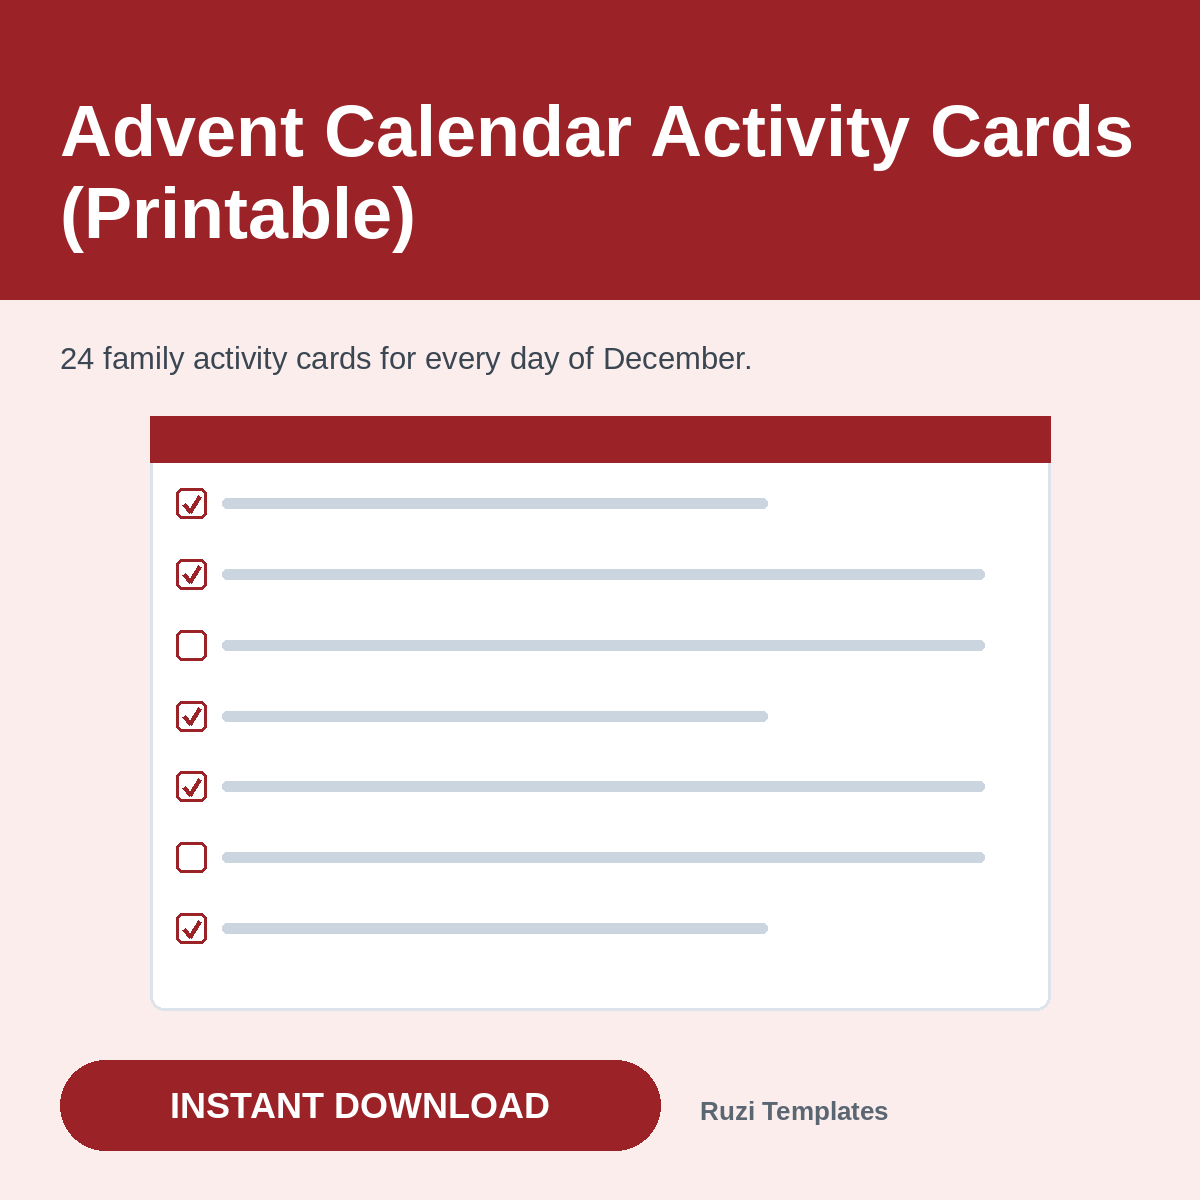 Advent Calendar Activity Cards
(Printable)
24 family activity cards for every day of December.
INSTANT DOWNLOAD
Ruzi Templates